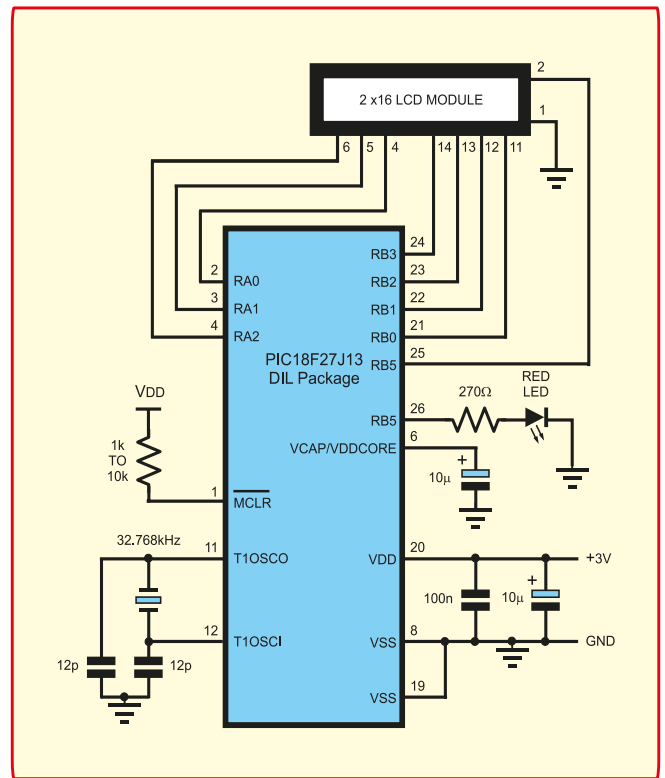 2 x16 LCD MODULE
2
1
6 5 4 14 13 12 11
2 RA0
3 RA1
4 RA2
RB3 24
RB2 23
RB1 22
RB0 21
RB5 25
PIC18F27J13
DIL Package
RB5 26
270Ω
RED
LED
VCAP/VDDCORE 6
+
10µ
VDD
1k
TO
10k
1 MCLR
32.768kHz
11 T1OSCO
12 T1OSCI
12p 12p
VDD 20
+3V
100n
+
10µ
VSS 8
GND
VSS 19